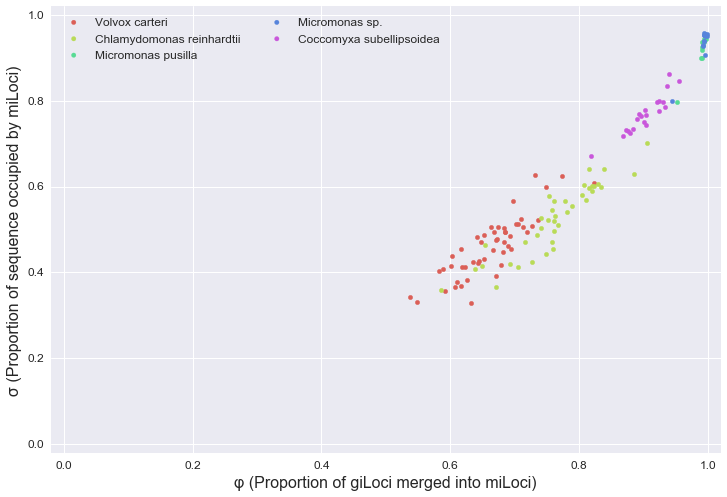 Volvox carteri
Chlamydomonas reinhardtii
Micromonas pusilla
Micromonas sp.
Coccomyxa subellipsoidea
σ (Proportion of sequence occupied by miLoci)
1.0
0.8
0.6
0.4
0.2
0.0
0.0 0.2 0.4 0.6 0.8 1.0
φ (Proportion of giLoci merged into miLoci)